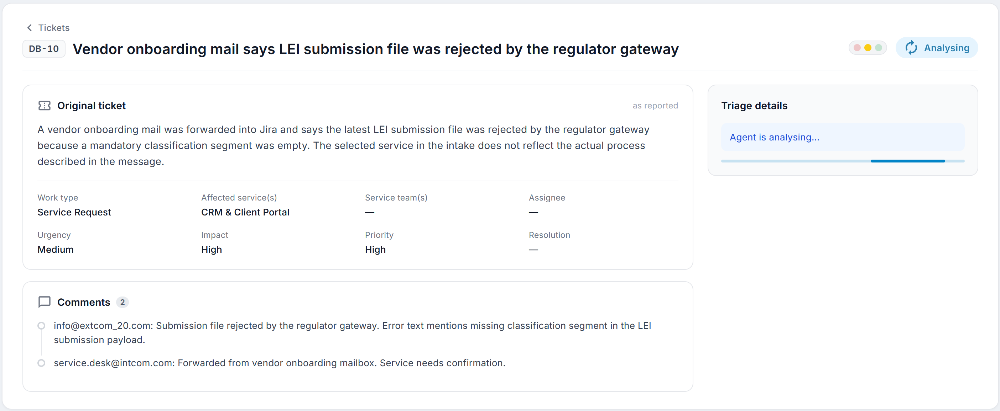 Tickets
DB-10
Vendor onboarding mail says LEI submission file was rejected by the regulator gateway
Analysing
Original ticket
as reported
A vendor onboarding mail was forwarded into Jira and says the latest LEI submission file was rejected by the regulator gateway
because a mandatory classification segment was empty. The selected service in the intake does not reflect the actual process
described in the message.
Work type
Service Request
Affected service(s)
CRM & Client Portal
Service team(s)
—
Assignee
—
Urgency
Medium
Impact
High
Priority
High
Resolution
—
Comments 2
info@extcom_20.com: Submission file rejected by the regulator gateway. Error text mentions missing classification segment in the LEI
submission payload.
service.desk@intcom.com: Forwarded from vendor onboarding mailbox. Service needs confirmation.
Triage details
Agent is analysing...